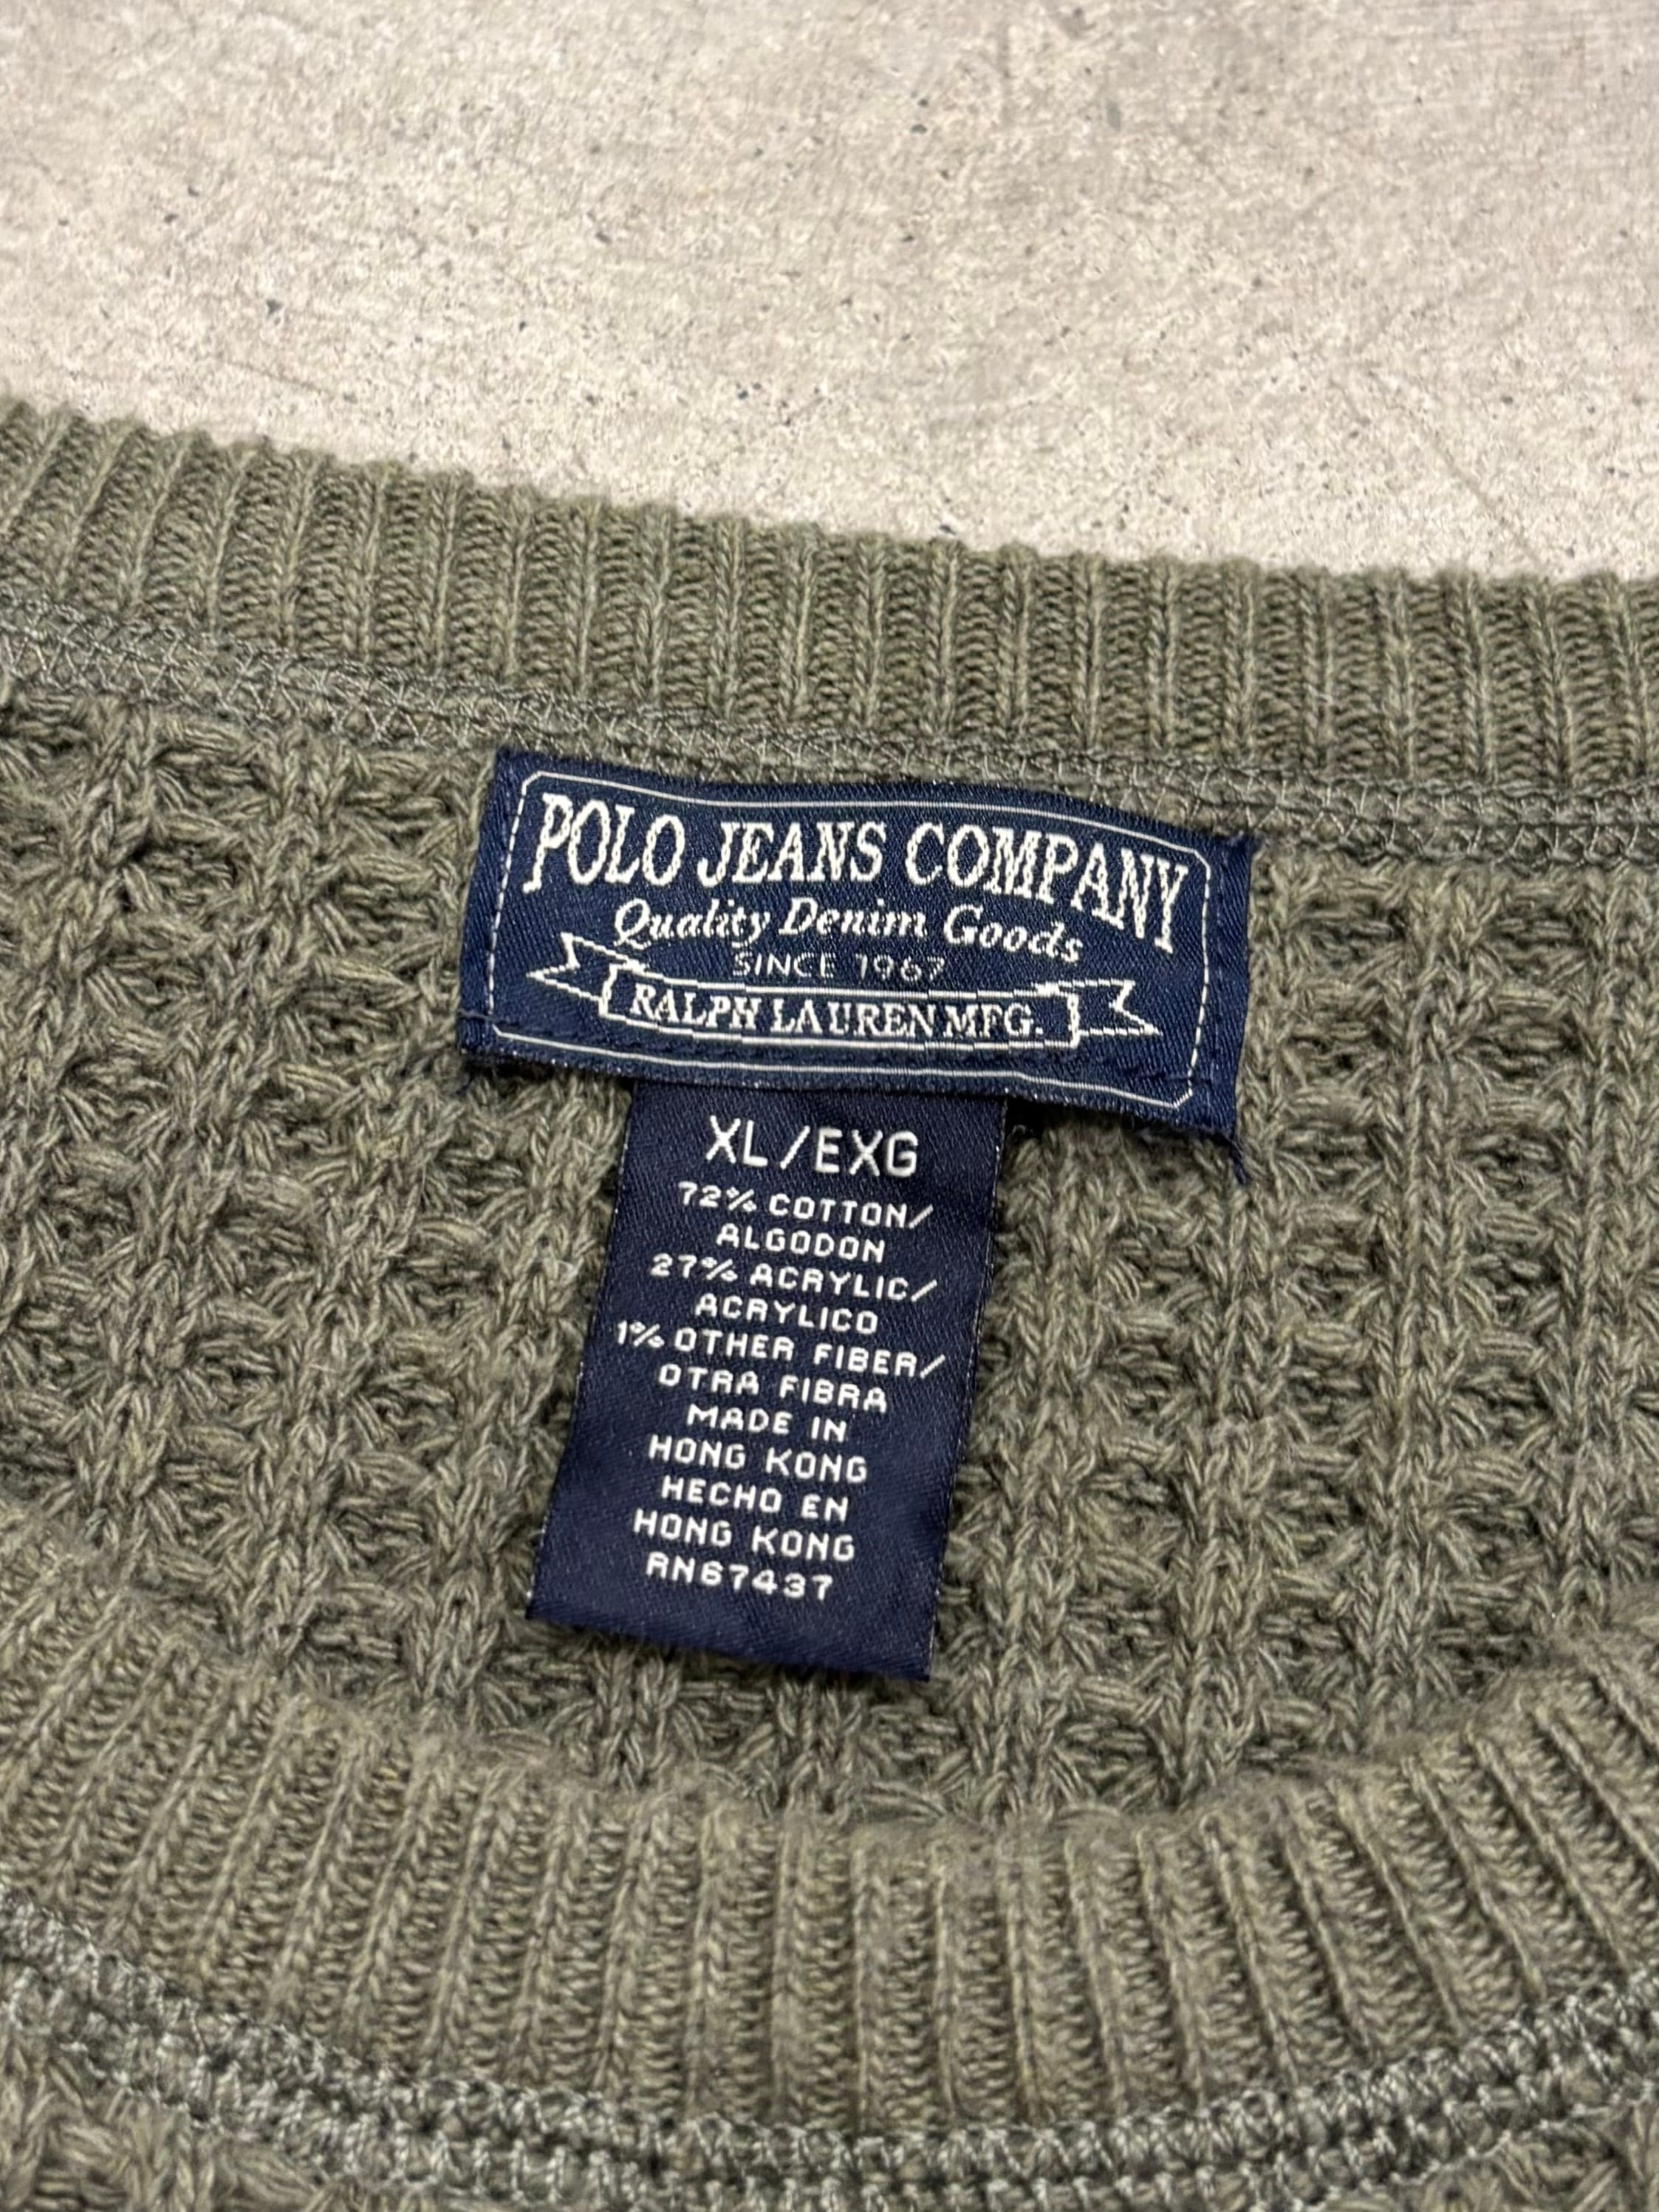 POLO JEANS COMPANY
Quality Denim Goods
SINCE 1967
RALPH LAUREN MFG.
XL/EXG
72% COTTON/
ALGODON
27% ACRYLIC/
ACRYLICO
1% OTHER FIBER/
OTRA FIBRA
MADE IN
HONG KONG
HECHO EN
HONG KONG
RN67437